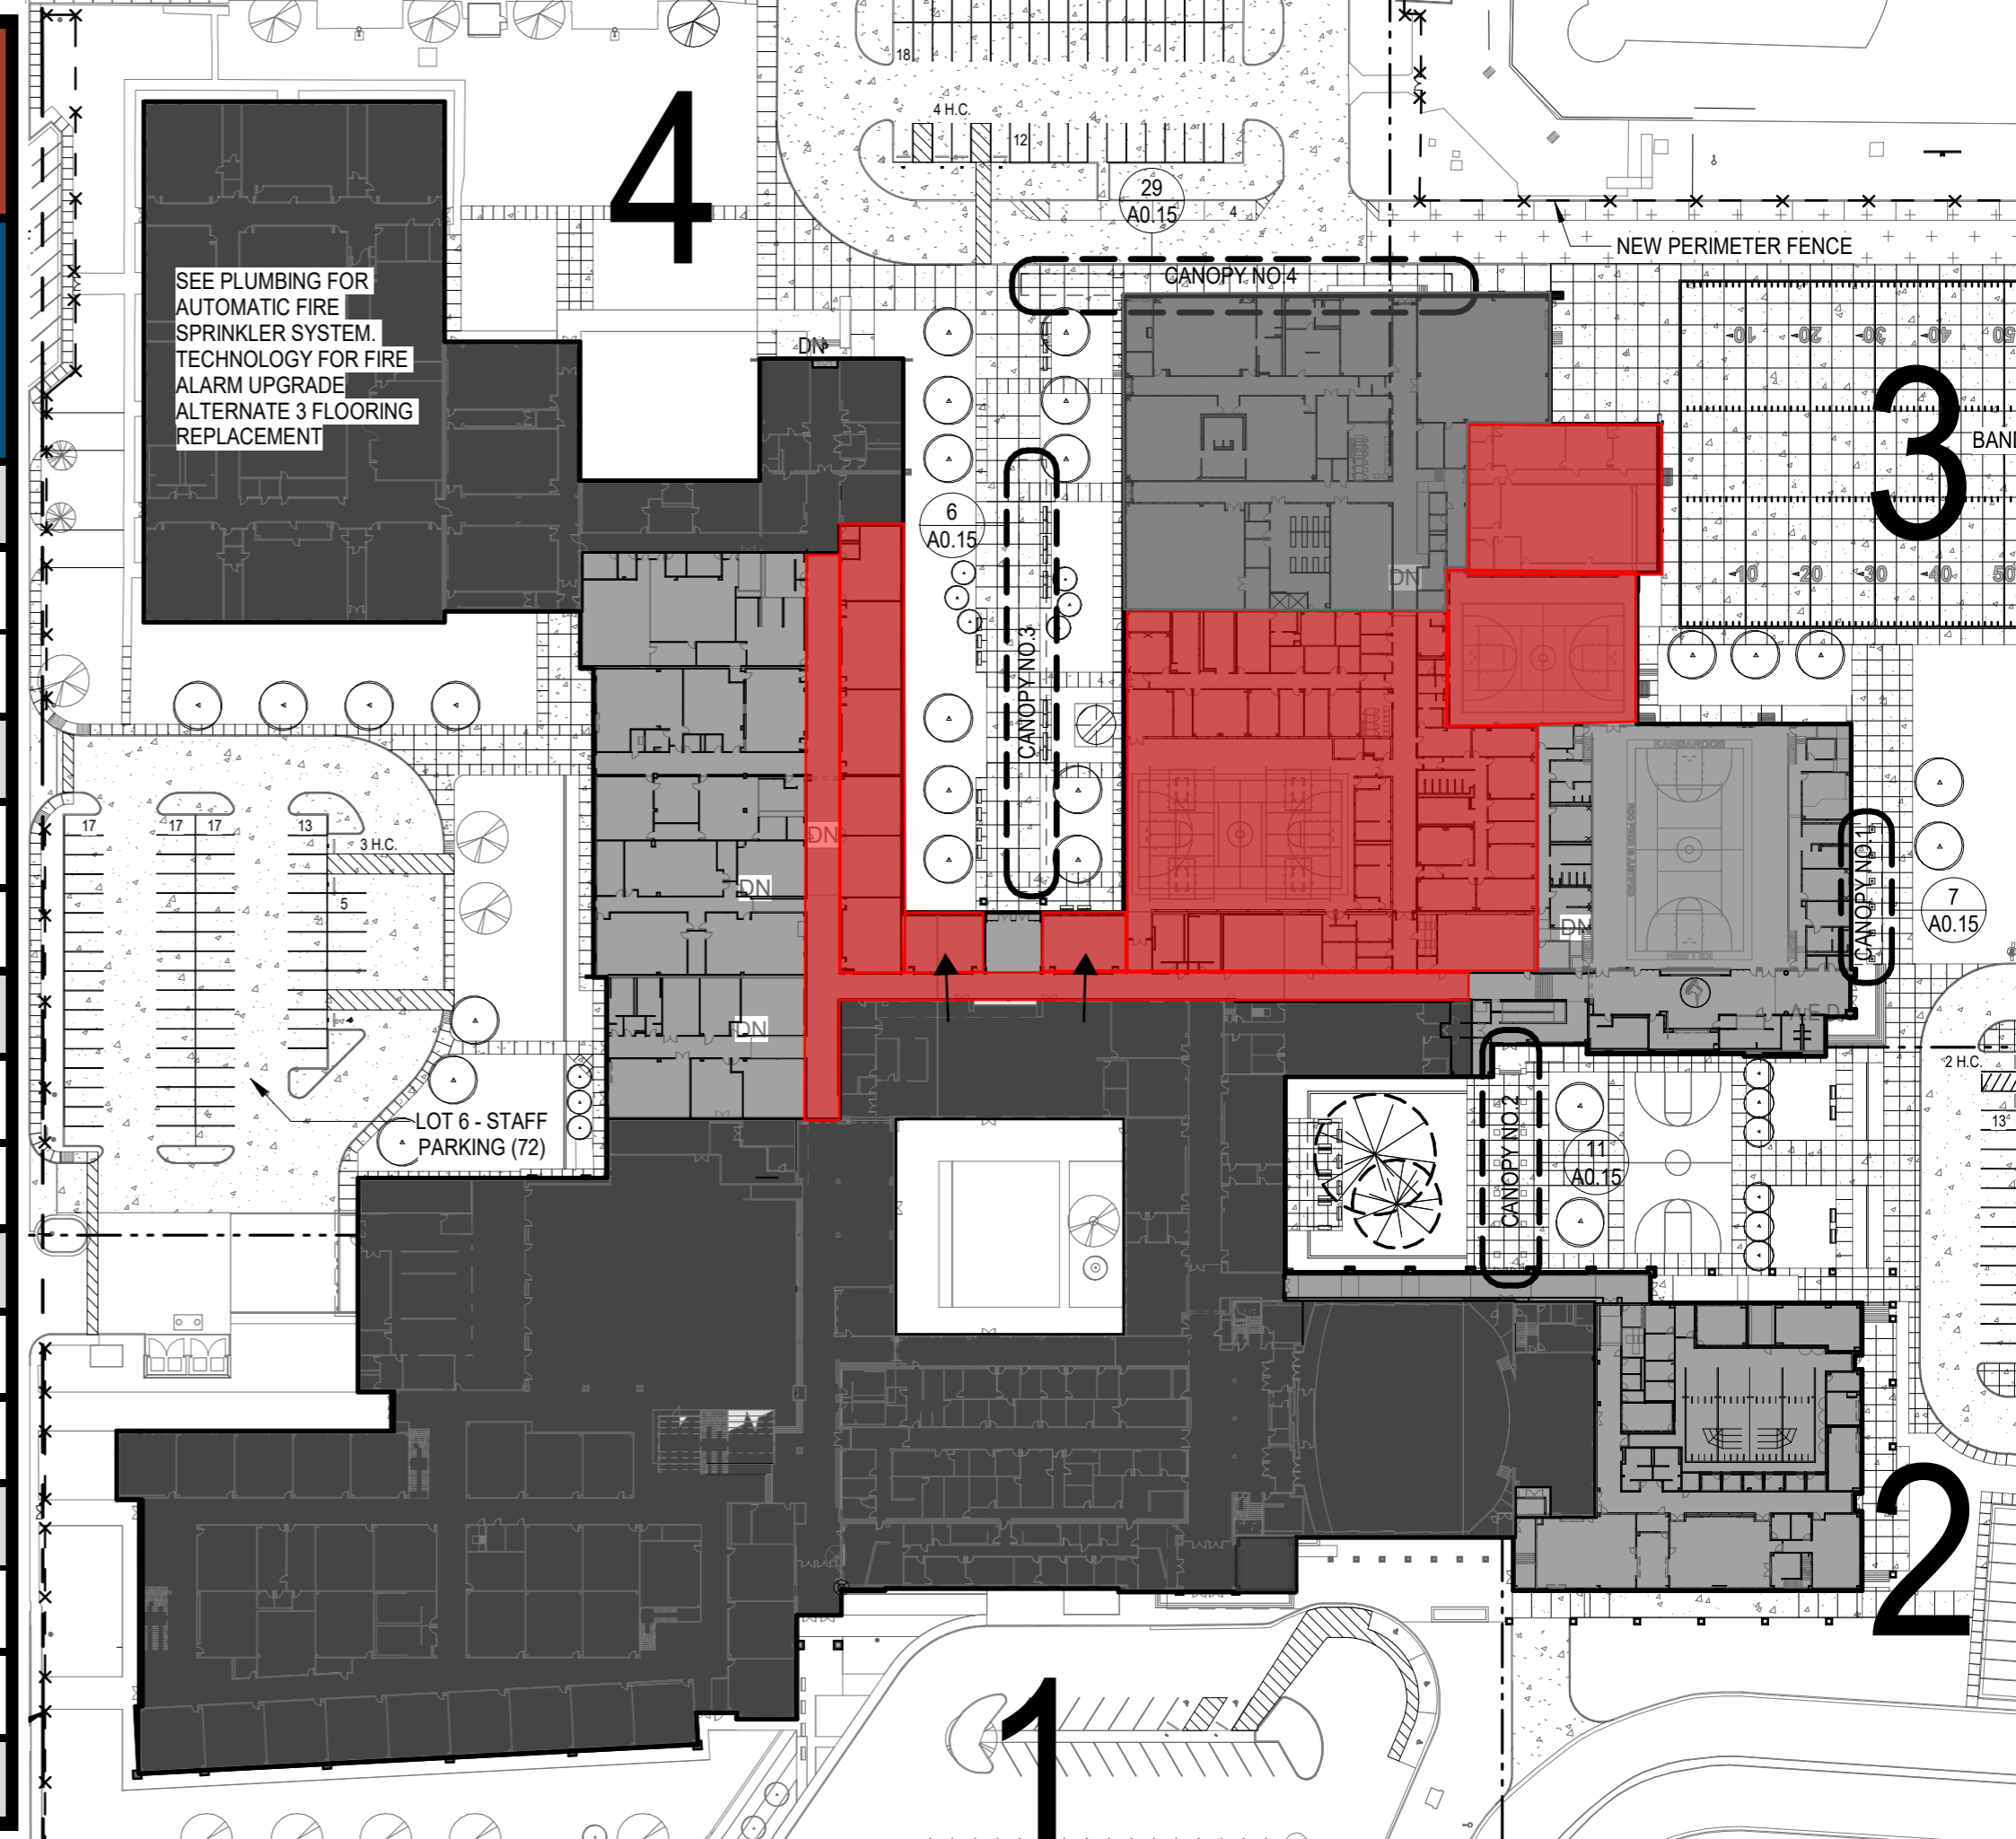 18
4 H.C.
12
4
29
A0.15
4
NEW PERIMETER FENCE
CANOPY NO.4
SEE PLUMBING FOR
AUTOMATIC FIRE
SPRINKLER SYSTEM.
TECHNOLOGY FOR FIRE
ALARM UPGRADE
ALTERNATE 3 FLOORING
REPLACEMENT
DN
10
20
30
40
50
3
BAN
6
A0.15
DN
10
20
30
40
50
CANOPY NO.3
KANGAROOS
17
17
17
13
3 H.C.
DN
5
DN
CANOPY NO.1
7
A0.15
DN
KILLEEN
A.E.D.
DN
2 H.C.
4
13
LOT 6 - STAFF
PARKING (72)
CANOPY NO.2
11
A0.15
2
1